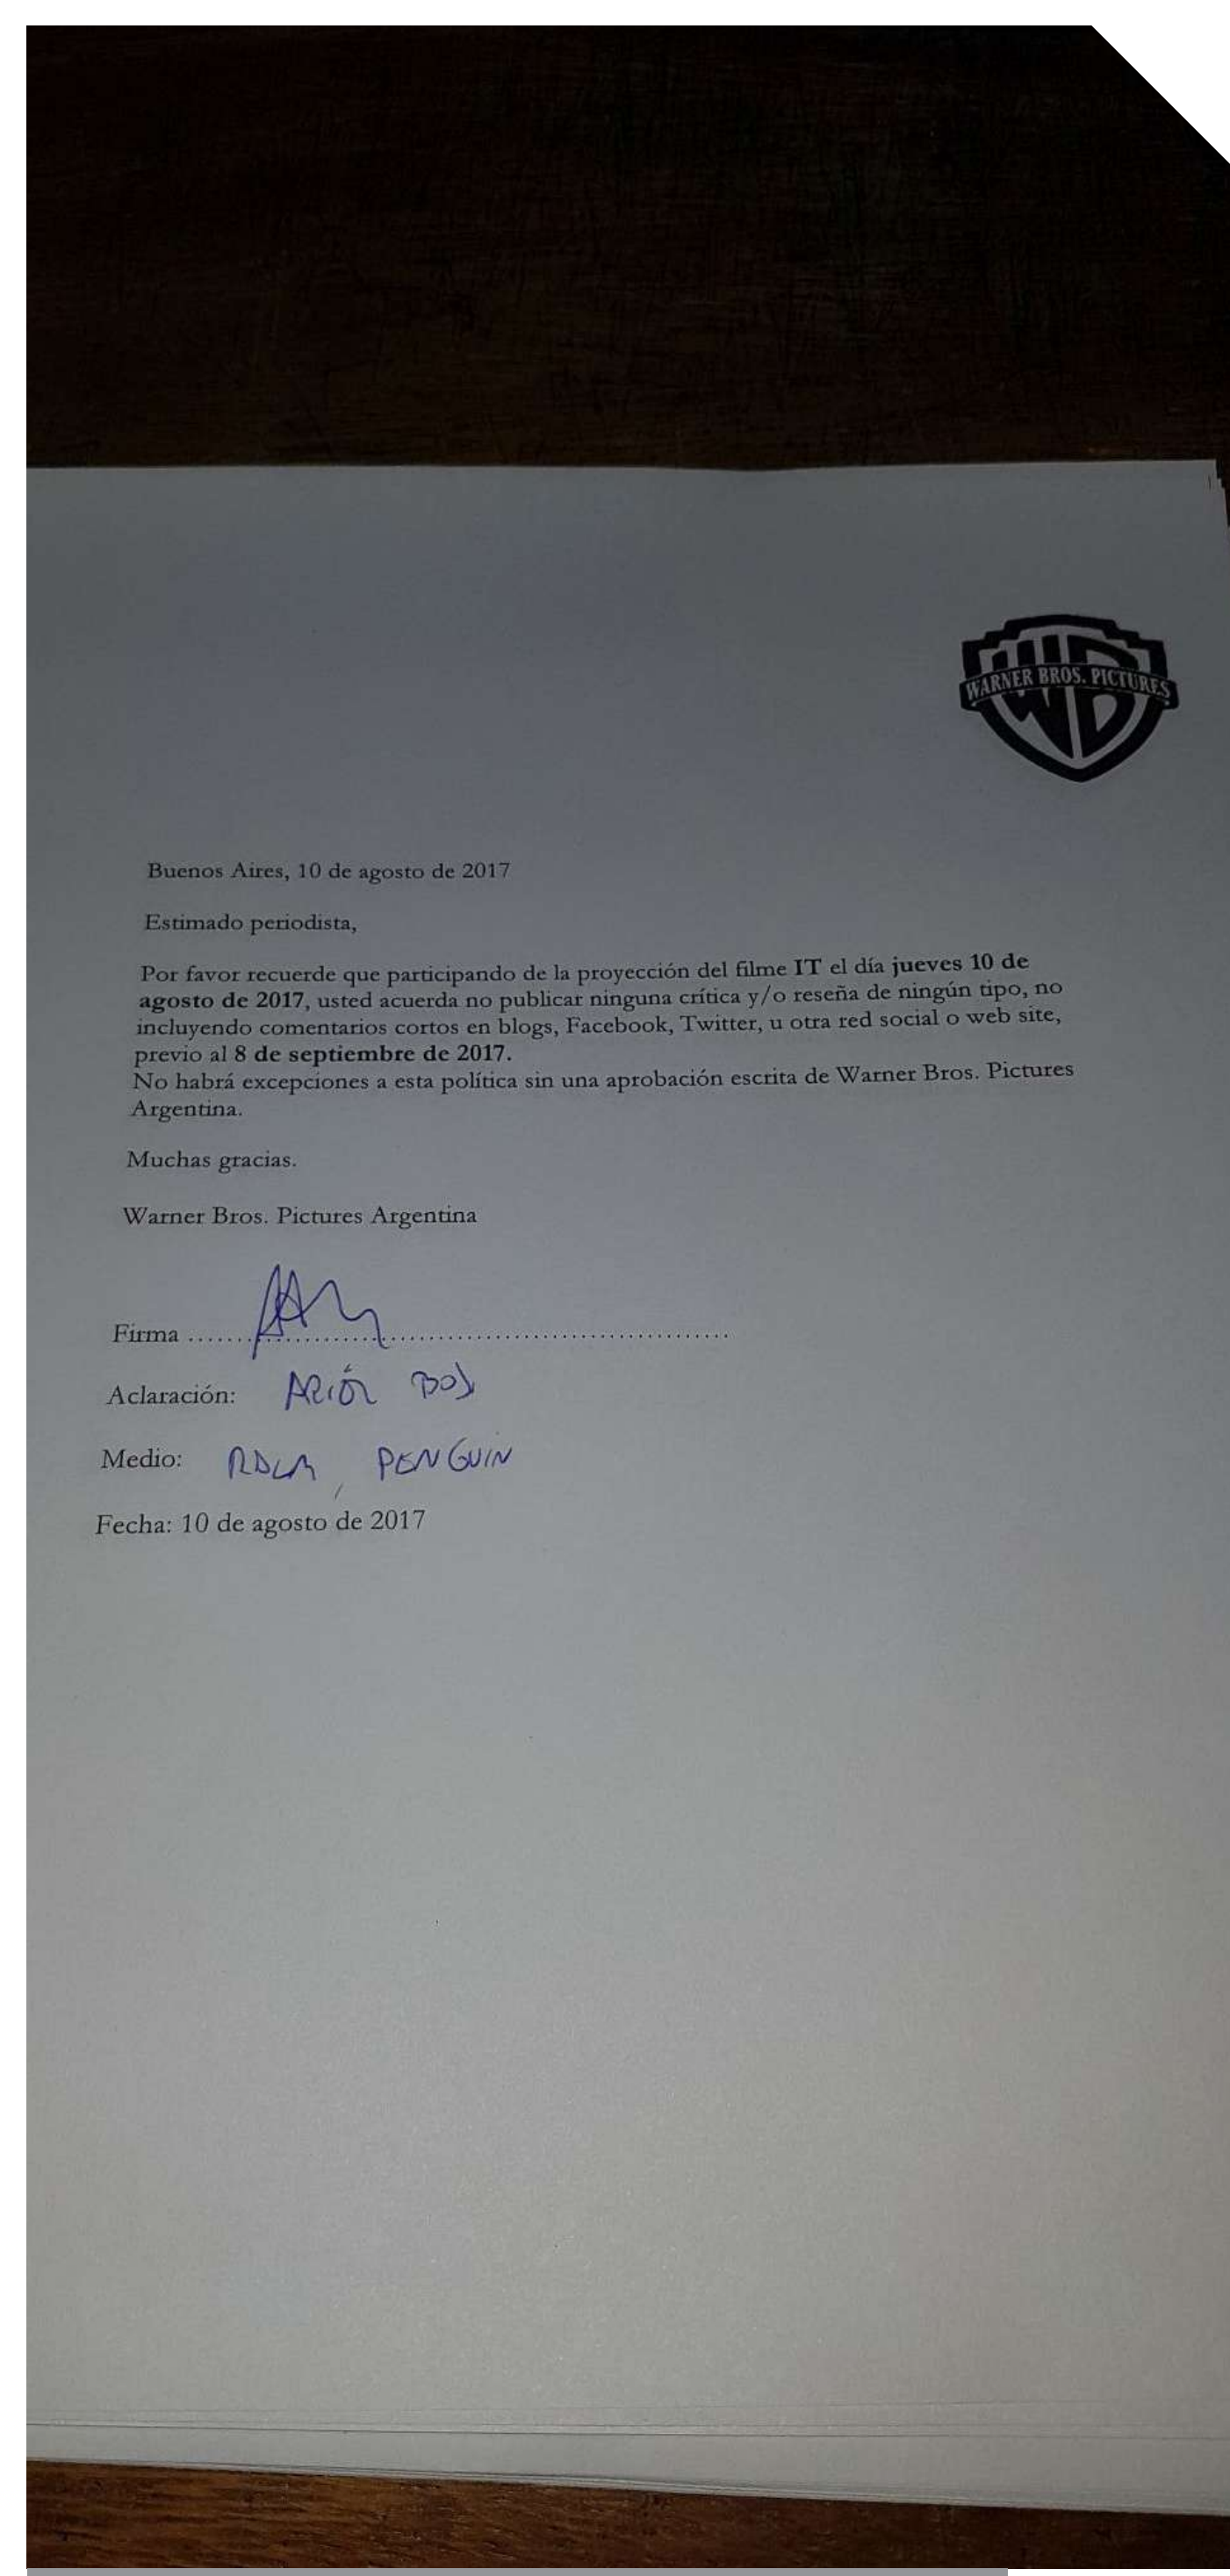 WARNER BROS. PICTURES
Buenos Aires, 10 de agosto de 2017
Estimado periodista,
Por favor recuerde que participando de la proyección del filme IT el día jueves 10 de
agosto de 2017, usted acuerda no publicar ninguna crítica y/o reseña de ningún tipo, no
incluyendo comentarios cortos en blogs, Facebook, Twitter, u otra red social o web site,
previo al 8 de septiembre de 2017.
No habrá excepciones a esta política sin una aprobación escrita de Warner Bros. Pictures
Argentina.
Muchas gracias.
Warner Bros. Pictures Argentina
Firma
Aclaración:
Medio: RDLM, PENGUIN
Fecha: 10 de agosto de 2017